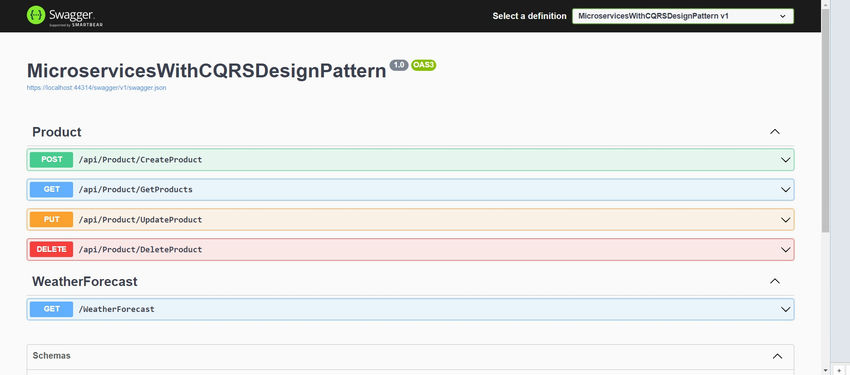 Swagger.
Supported by SMARTBEAR
Select a definition
MicroservicesWithCQRSDesignPattern v1
MicroservicesWithCQRSDesignPattern 1.0 OAS3
https://localhost:44314/swagger/v1/swagger.json
Product
POST /api/Product/CreateProduct
GET /api/Product/GetProducts
PUT /api/Product/UpdateProduct
DELETE /api/Product/DeleteProduct
WeatherForecast
GET /WeatherForecast
Schemas